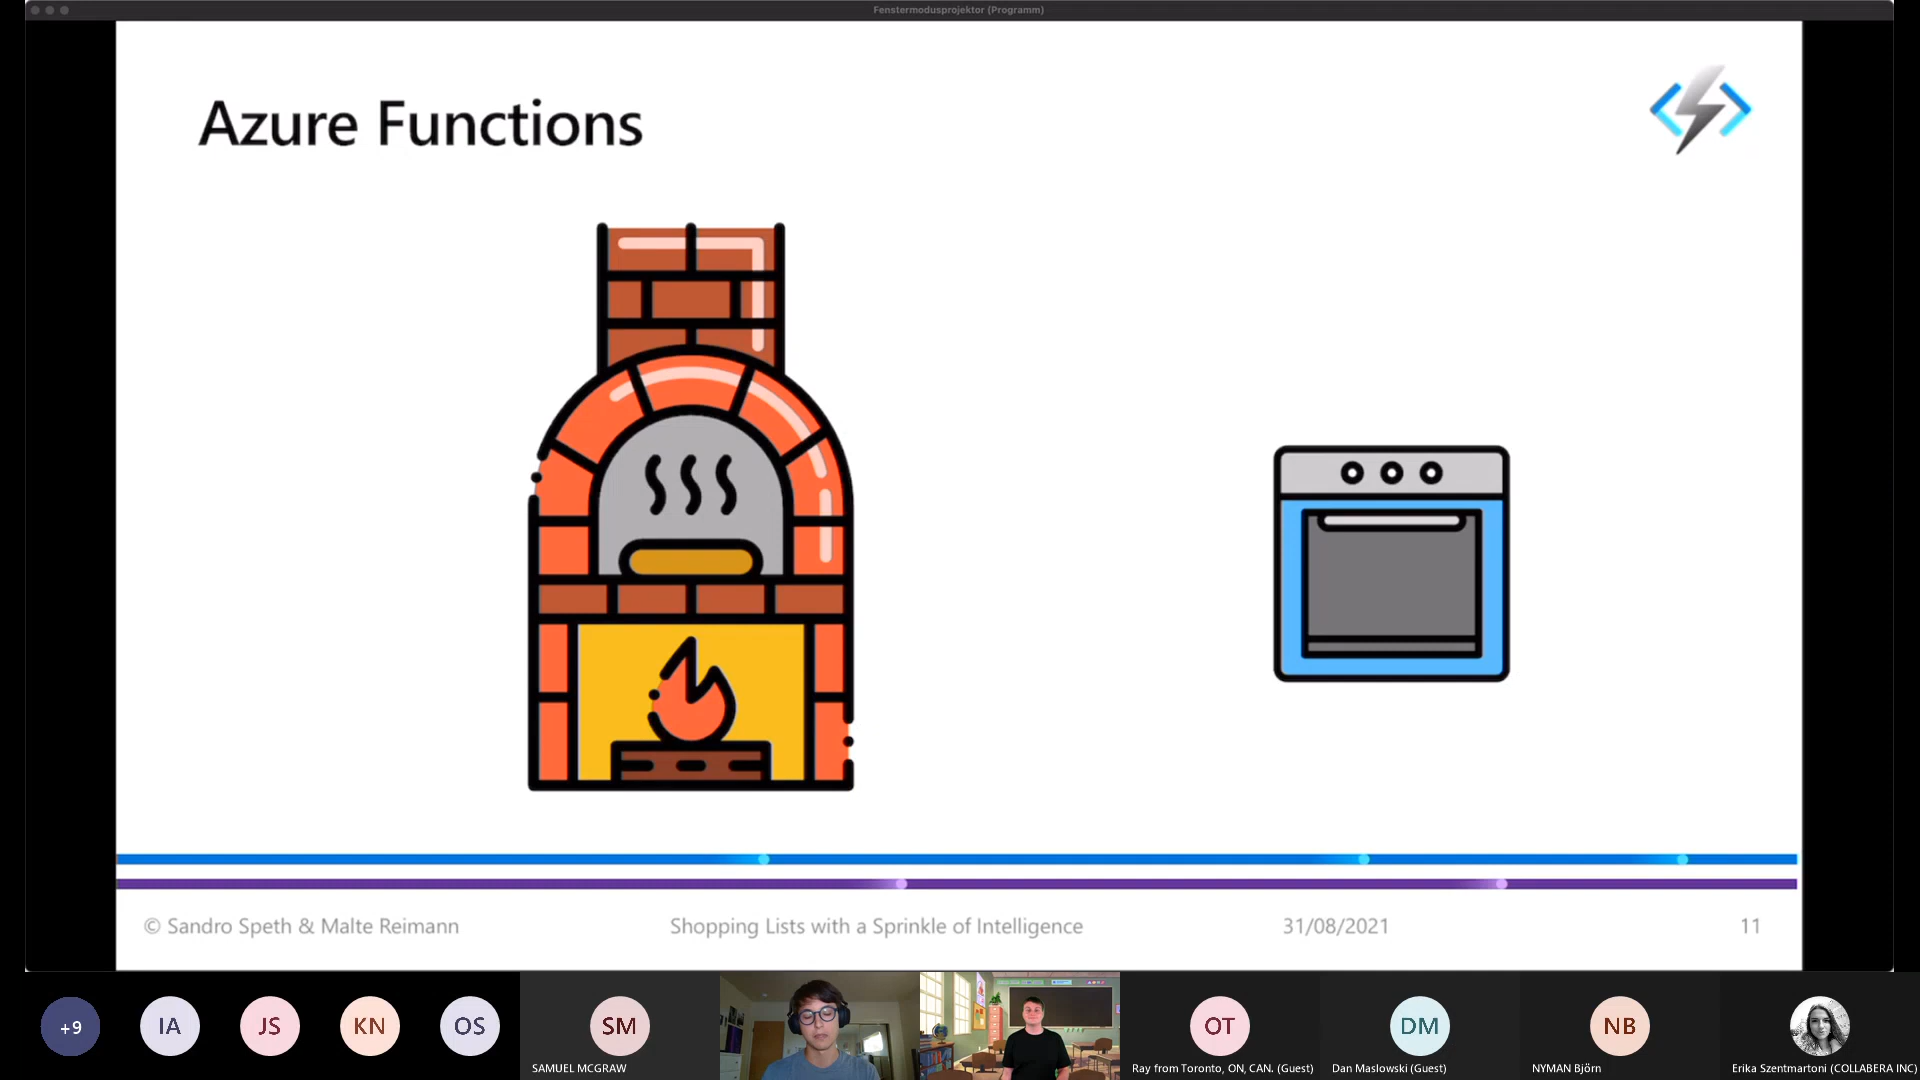 Fenstermodusprojektor (Programm)
Azure Functions
© Sandro Speth & Malte Reimann
Shopping Lists with a Sprinkle of Intelligence
31/08/2021
11
+9
IA
JS
KN
OS
SM
SAMUEL MCGRAW
OT
Ray from Toronto, ON, CAN. (Guest)
DM
Dan Maslowski (Guest)
NB
NYMAN Björn
Erika Szentmartoni (COLLABERA INC)